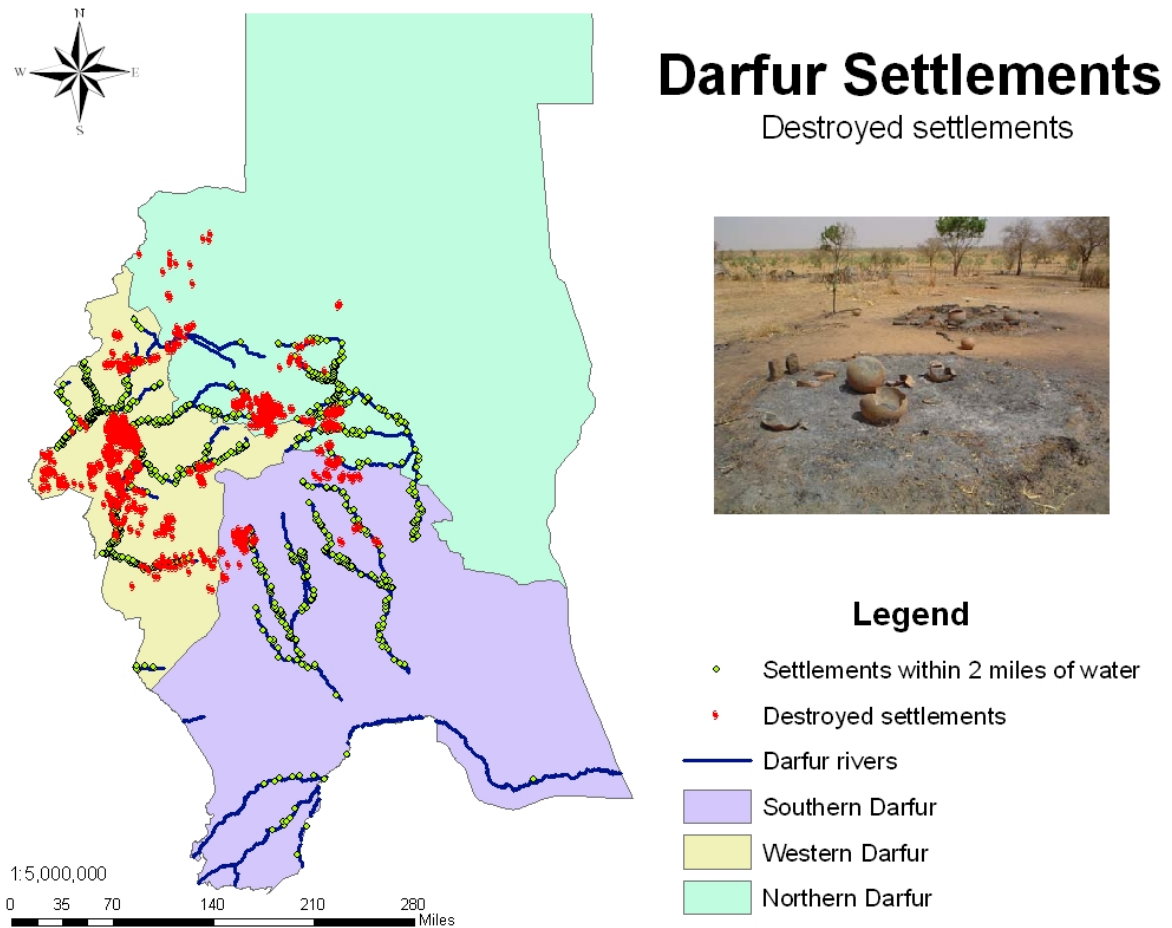 N
W
E
S
Darfur Settlements
Destroyed settlements
Legend
Settlements within 2 miles of water
Destroyed settlements
Darfur rivers
Southern Darfur
Western Darfur
Northern Darfur
1:5,000,000
0 35 70 140 210 280
Miles